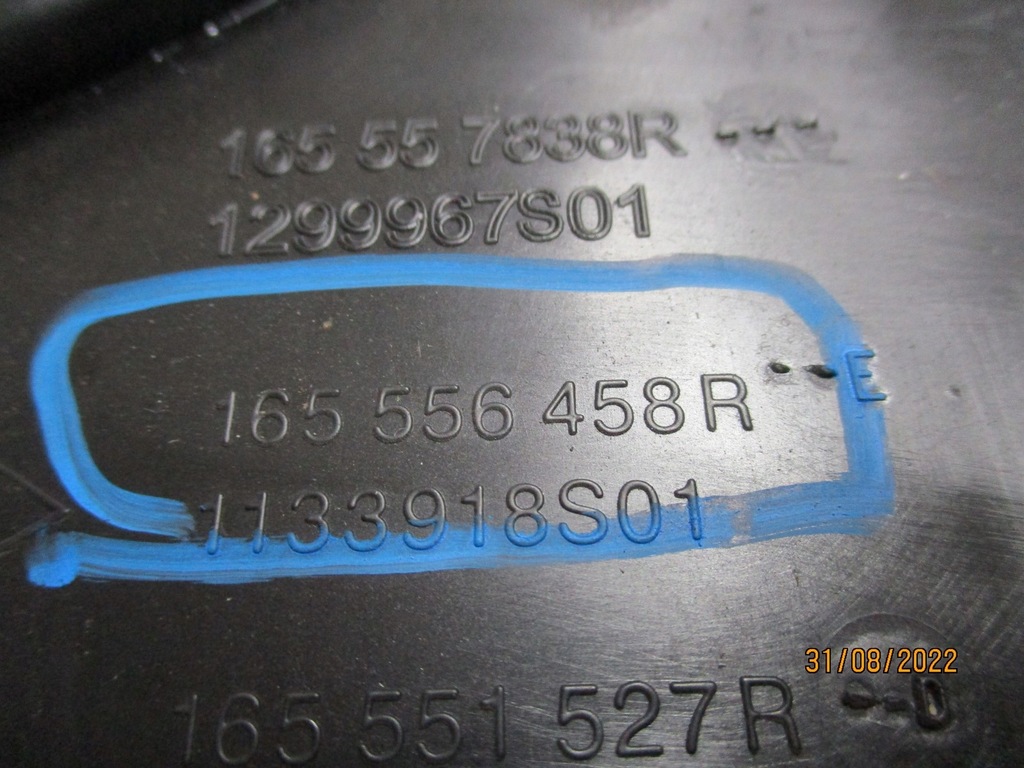 165 55 7838R ---
1299967S01
165 556 458R --E
1133918S01
31/08/2022
165 551 527R --D